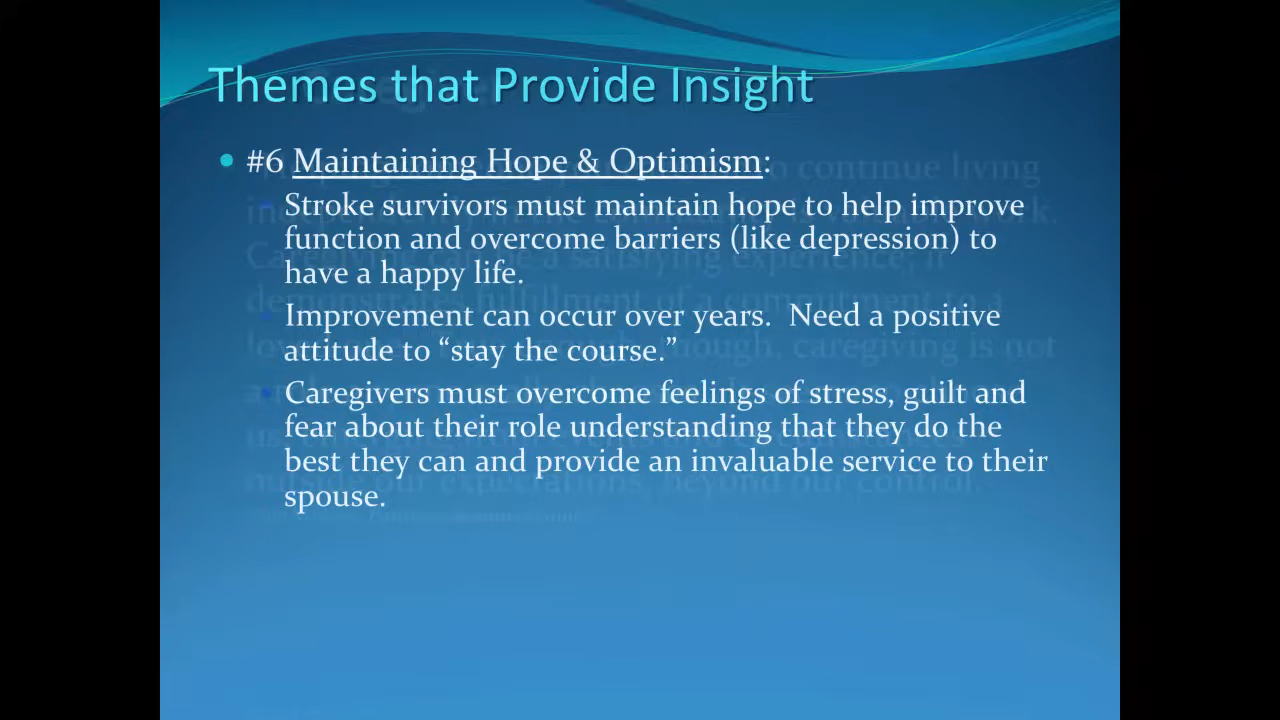 Themes that Provide Insight
• #6 Maintaining Hope & Optimism:
• Stroke survivors must maintain hope to help improve
function and overcome barriers (like depression) to
have a happy life.
• Improvement can occur over years.  Need a positive
attitude to “stay the course.”
• Caregivers must overcome feelings of stress, guilt and
fear about their role understanding that they do the
best they can and provide an invaluable service to their
spouse.